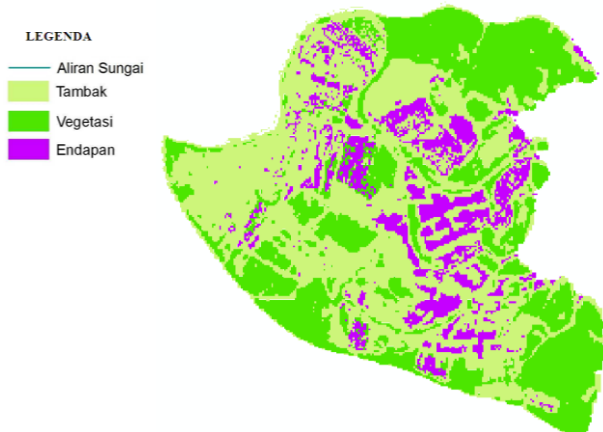 LEGENDA
Aliran Sungai
Tambak
Vegetasi
Endapan